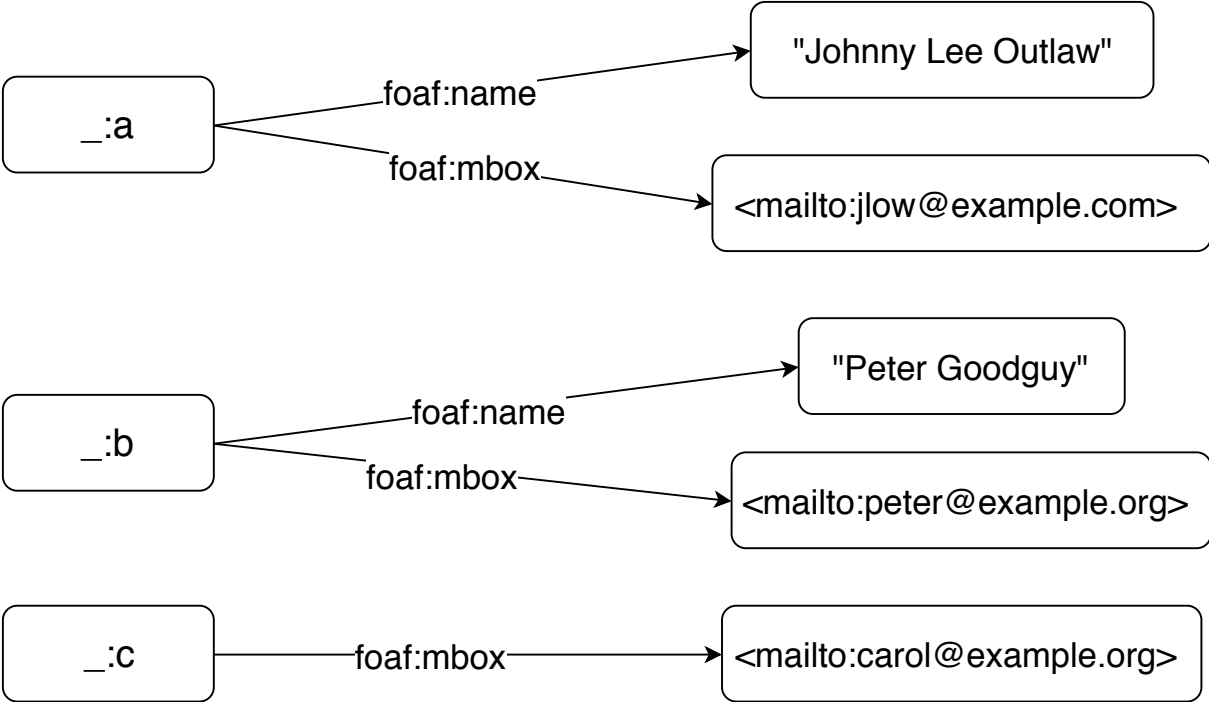 "Johnny Lee Outlaw"
foaf:name
_:a
foaf:mbox
<mailto:jlow@example.com>
"Peter Goodguy"
foaf:name
_:b
foaf:mbox
<mailto:peter@example.org>
_:c
foaf:mbox
<mailto:carol@example.org>